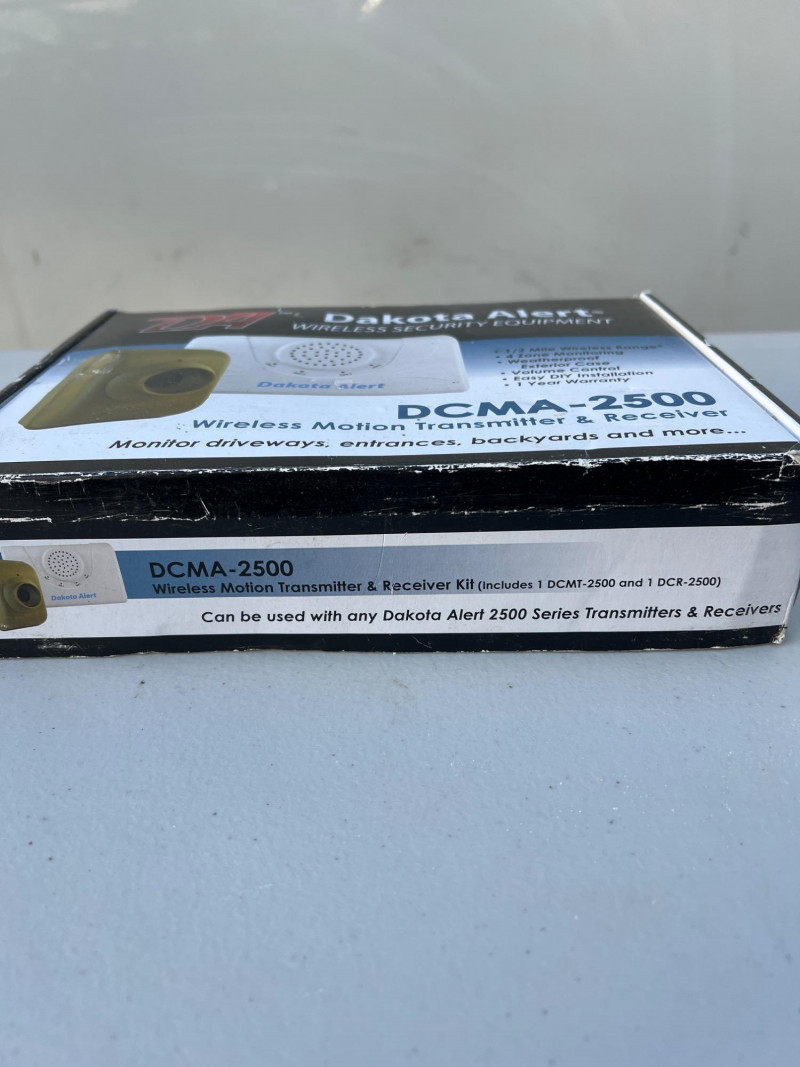 Dakota Alert
WIRELESS SECURITY EQUIPMENT
Dakota Alert
• 1/2 Mile Wireless Range*
• 4 Zone Monitoring
• Weatherproof
Exterior Case
• Volume Control
• Easy DIY Installation
• 1 Year Warranty
DCMA-2500
Wireless Motion Transmitter & Receiver
Monitor driveways, entrances, backyards and more...
Dakota Alert
DCMA-2500
Wireless Motion Transmitter & Receiver Kit (Includes 1 DCMT-2500 and 1 DCR-2500)
Can be used with any Dakota Alert 2500 Series Transmitters & Receivers